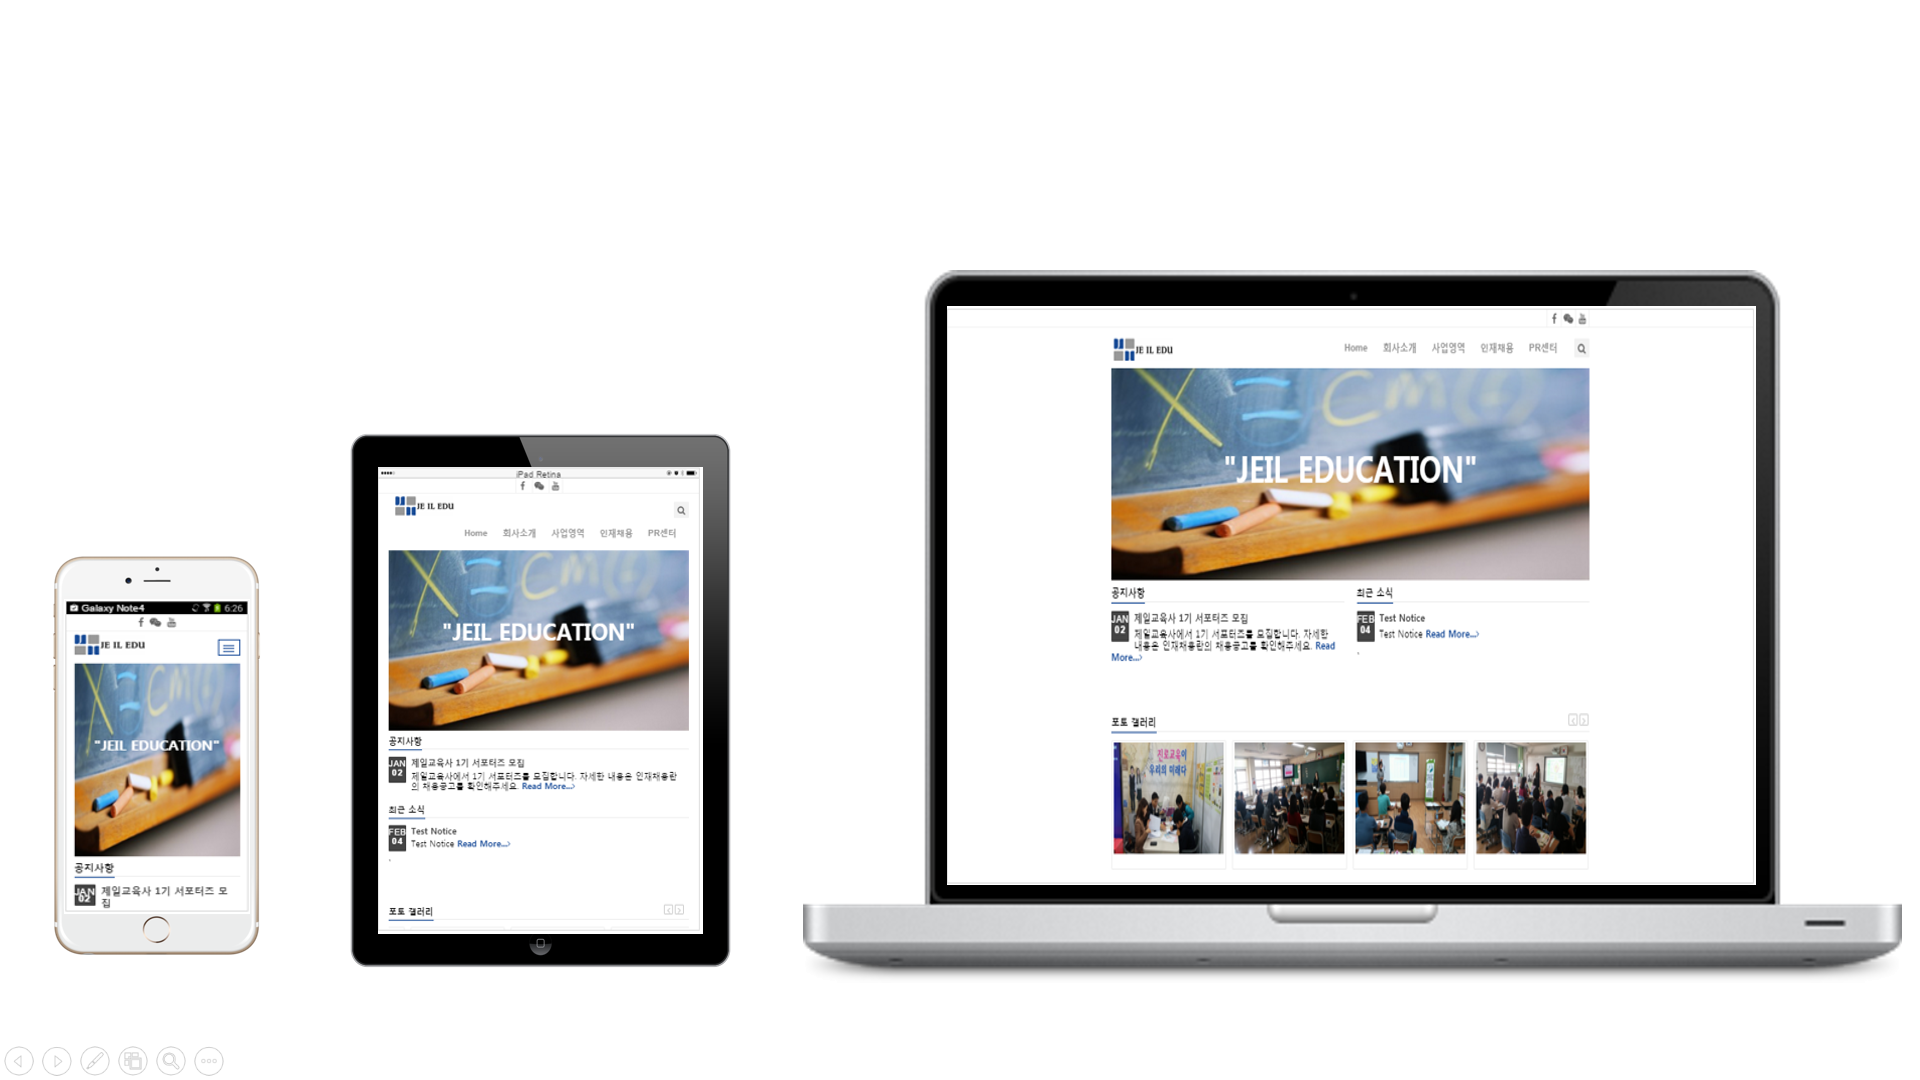 Galaxy Note4 6:26
JE IL EDU
"JEIL EDUCATION"
공지사항
JAN
02
제일교육사 1기 서포터즈 모
집
iPad Retina
JE IL EDU
Home 회사소개 사업영역 인재채용 PR센터
"JEIL EDUCATION"
공지사항
JAN
02
제일교육사 1기 서포터즈 모집
제일교육사에서 1기 서포터즈를 모집합니다. 자세한 내용은 인재채용란
의 채용공고를 확인해주세요. Read More...
최근 소식
FEB
04
Test Notice
Test Notice Read More...
포토 갤러리
JE IL EDU
Home 회사소개 사업영역 인재채용 PR센터
X = CM(
"JEIL EDUCATION"
공지사항
JAN
02
제일교육사 1기 서포터즈 모집
제일교육사에서 1기 서포터즈를 모집합니다. 자세한
내용은 인재채용란의 채용공고를 확인해주세요. Read
More...
최근 소식
FEB
04
Test Notice
Test Notice Read More...
포토 갤러리
진로교육이
우리의 미래다